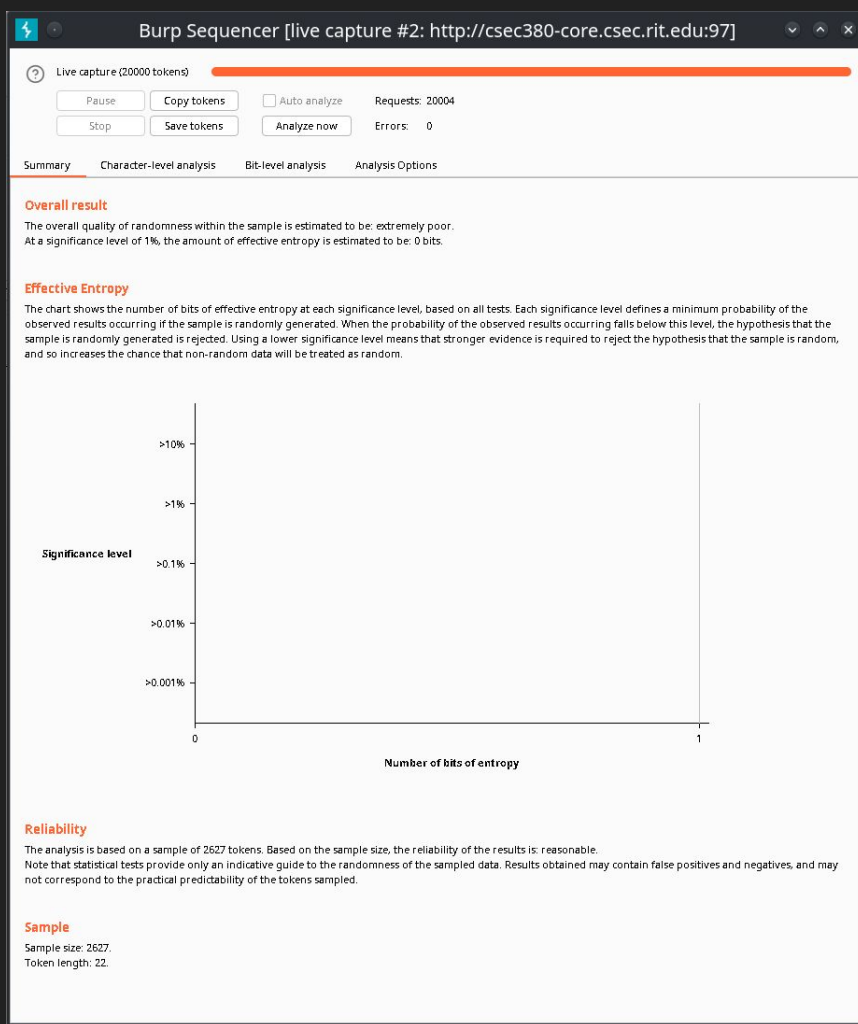 Burp Sequencer [live capture #2: http://csec380-core.csec.rit.edu:97]
? Live capture (20000 tokens)
Pause Copy tokens Auto analyze Requests: 20004
Stop Save tokens Analyze now Errors: 0
Summary Character-level analysis Bit-level analysis Analysis Options
Overall result
The overall quality of randomness within the sample is estimated to be: extremely poor.
At a significance level of 1%, the amount of effective entropy is estimated to be: 0 bits.
Effective Entropy
The chart shows the number of bits of effective entropy at each significance level, based on all tests. Each significance level defines a minimum probability of the
observed results occurring if the sample is randomly generated. When the probability of the observed results occurring falls below this level, the hypothesis that the
sample is randomly generated is rejected. Using a lower significance level means that stronger evidence is required to reject the hypothesis that the sample is random,
and so increases the chance that non-random data will be treated as random.
>10%
>1%
Significance level
>0.1%
>0.01%
>0.001%
0 1
Number of bits of entropy
Reliability
The analysis is based on a sample of 2627 tokens. Based on the sample size, the reliability of the results is: reasonable.
Note that statistical tests provide only an indicative guide to the randomness of the sampled data. Results obtained may contain false positives and negatives, and may
not correspond to the practical predictability of the tokens sampled.
Sample
Sample size: 2627.
Token length: 22.